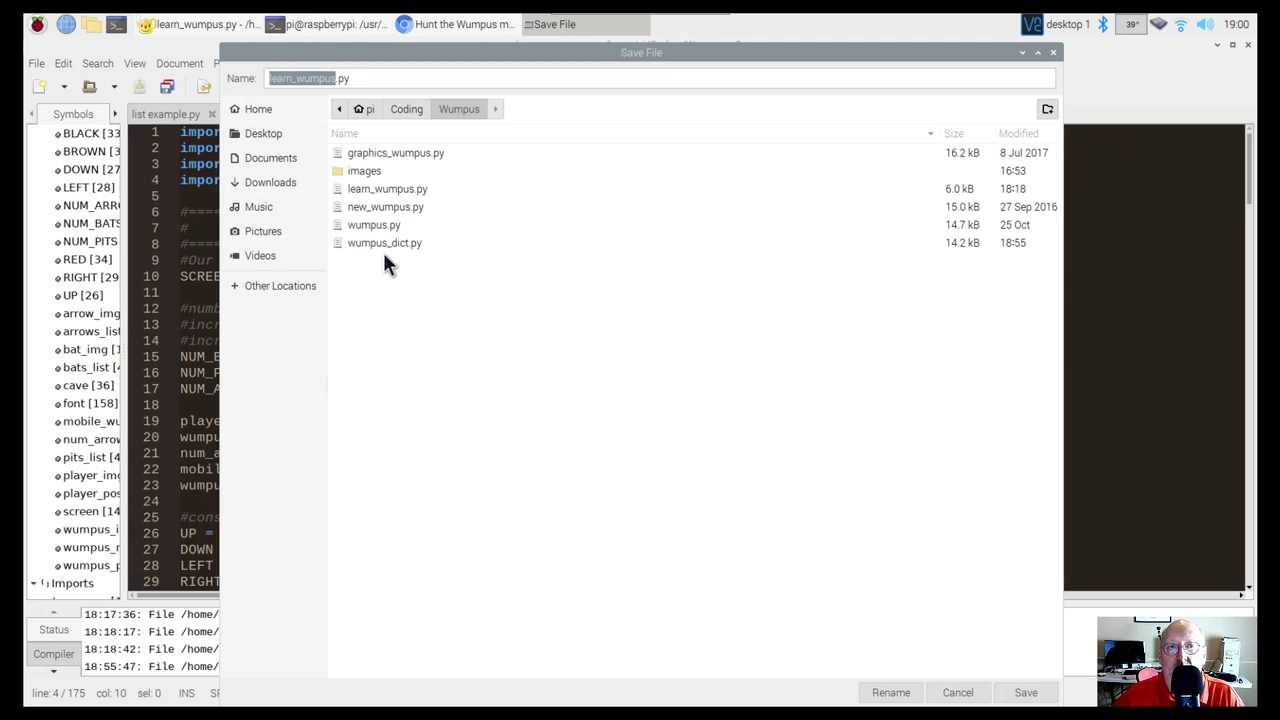 learn_wumpus.py - /h...
pi@raspberrypi: /usr/...
Hunt the Wumpus m...
Save File
desktop 1
39°
19:00
Save File
File Edit Search View Document
Name: learn_wumpus.py
Symbols
list example.py
BLACK [33
BROWN [3
DOWN [27
LEFT [28]
NUM_ARRO
NUM_BATS
NUM_PITS
RED [34]
RIGHT [29
UP [26]
arrow_img
arrows_list
bat_img [1
bats_list [4
cave [36]
font [158]
mobile_wu
num_arrow
pits_list [4
player_img
player_pos
screen [14
wumpus_i
wumpus_r
wumpus_p
Imports
1 impor
2 impor
3 impor
4 impor
5
6 #====
7 #
8 #====
9 #Our
10 SCREE
11
12 #numb
13 #incr
14 #incr
15 NUM_B
16 NUM_P
17 NUM_A
18
19 playe
20 wumpu
21 num_a
22 mobil
23 wumpu
24
25 #cons
26 UP =
27 DOWN
28 LEFT
29 RIGHT
Home
Desktop
Documents
Downloads
Music
Pictures
Videos
Other Locations
pi Coding Wumpus
Name Size Modified
graphics_wumpus.py 16.2 kB 8 Jul 2017
images 16:53
learn_wumpus.py 6.0 kB 18:18
new_wumpus.py 15.0 kB 27 Sep 2016
wumpus.py 14.7 kB 25 Oct
wumpus_dict.py 14.2 kB 18:55
Status
Compiler
18:17:36: File /home/
18:18:17: File /home/
18:18:42: File /home/
18:55:47: File /home/
line: 4 / 175 col: 10 sel: 0 INS SP
Rename Cancel Save